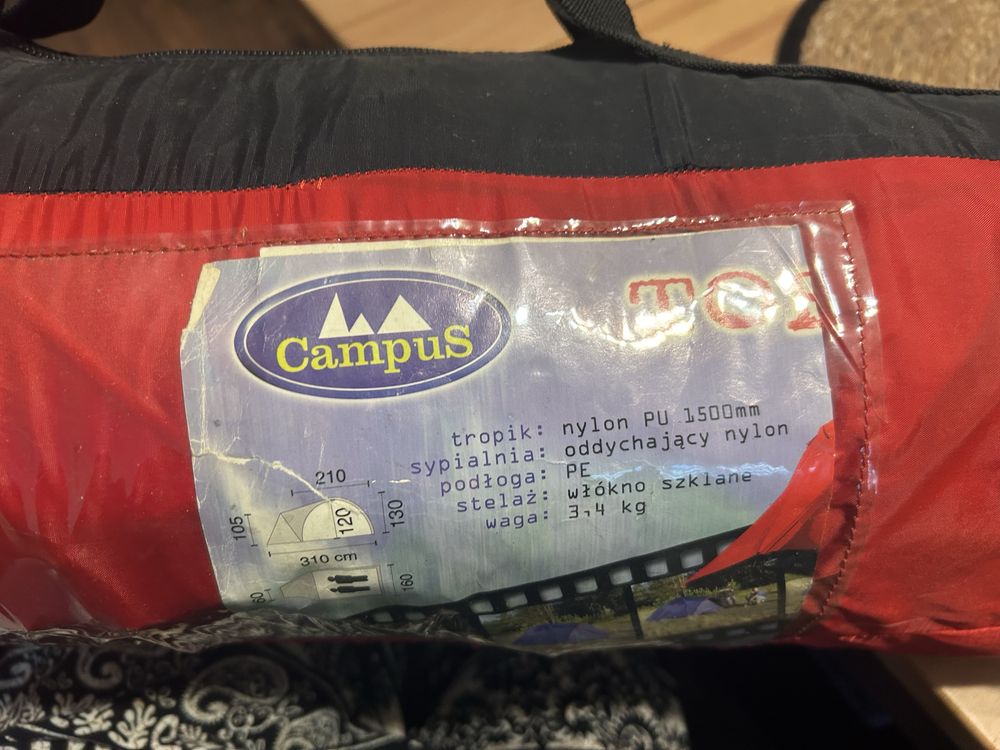 CampuS
tropik: nylon PU 1500mm
sypialnia: oddychający nylon
podłoga: PE
stelaż: włókno szklane
waga: 3,4 kg
210
105
120
130
310 cm
160